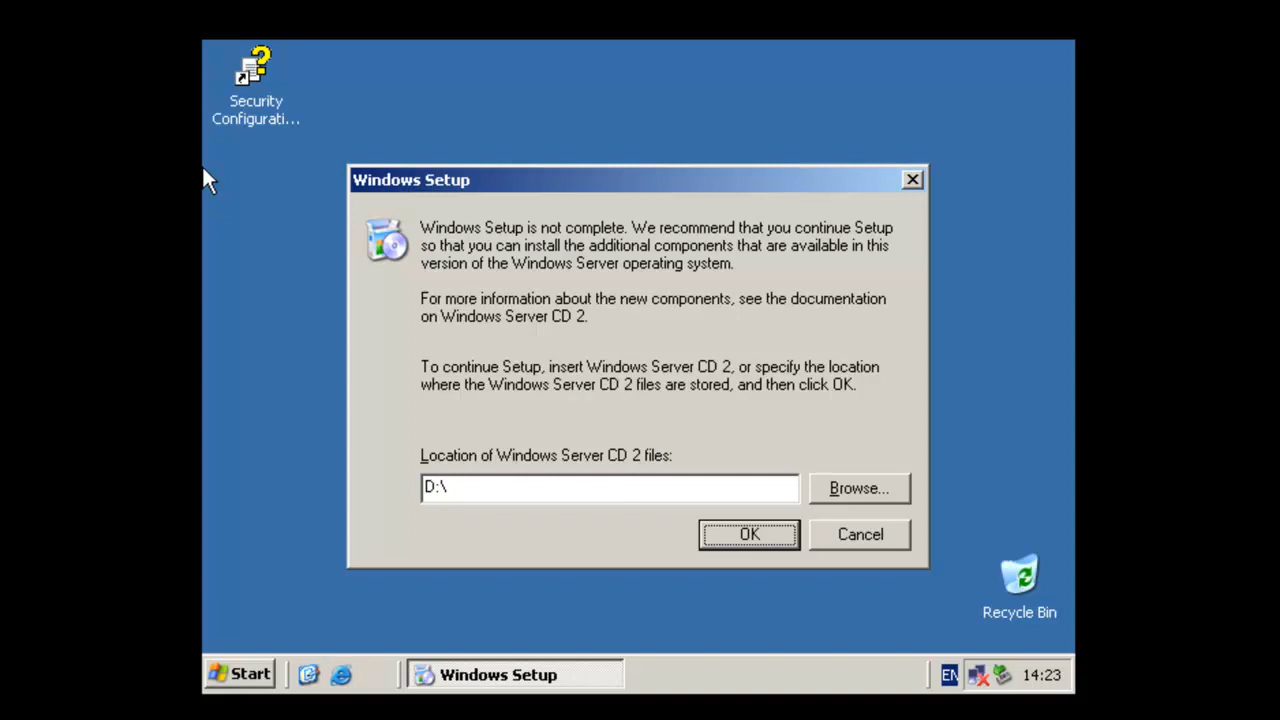 Security
Configurati...
Windows Setup
Windows Setup is not complete. We recommend that you continue Setup
so that you can install the additional components that are available in this
version of the Windows Server operating system.
For more information about the new components, see the documentation
on Windows Server CD 2.
To continue Setup, insert Windows Server CD 2, or specify the location
where the Windows Server CD 2 files are stored, and then click OK.
Location of Windows Server CD 2 files:
D:\
Browse...
OK
Cancel
Recycle Bin
Start
Windows Setup
EN
14:23